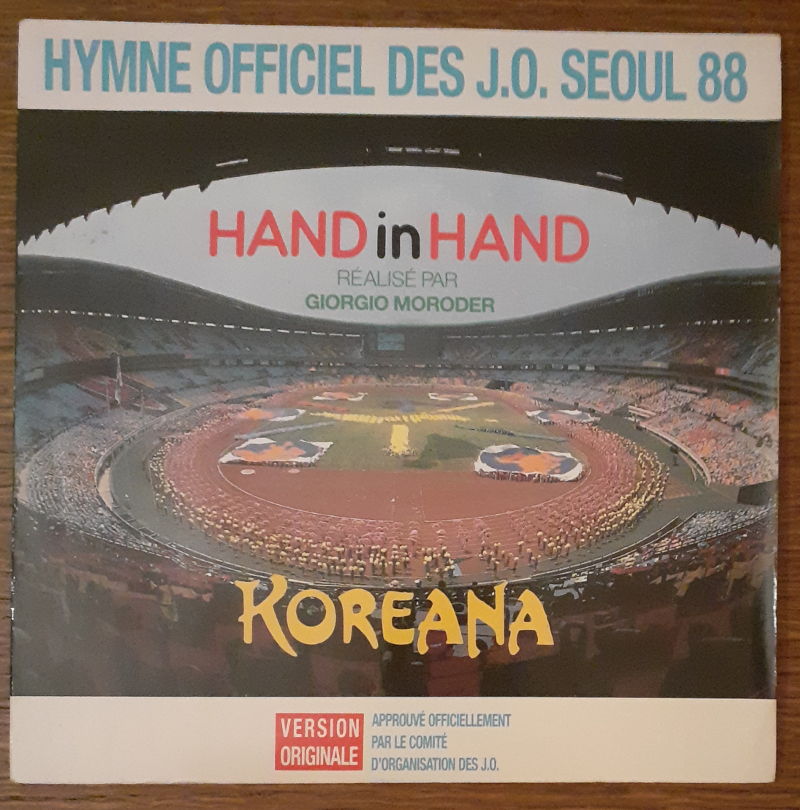 HYMNE OFFICIEL DES J.O. SEOUL 88
HAND in HAND
RÉALISÉ PAR
GIORGIO MORODER
KOREANA
VERSION
ORIGINALE
APPROUVÉ OFFICIELLEMENT
PAR LE COMITÉ
D'ORGANISATION DES J.O.